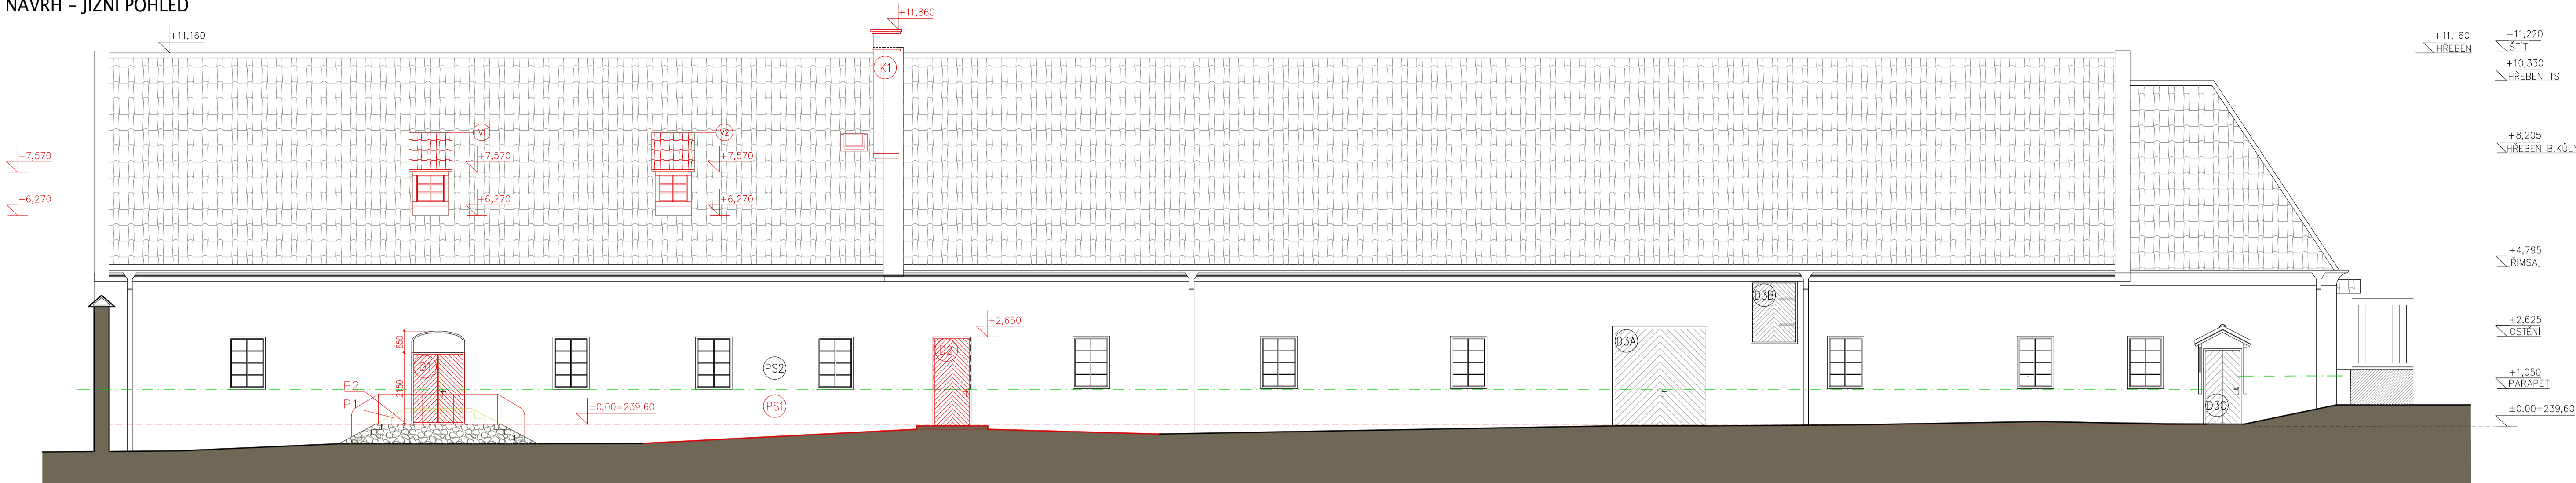 NÁVRH – JIŽNÍ POHLED
+11,860
+11,160
+11,160
HŘEBEN
+11,220
ŠTÍT
+10,330
HŘEBEN TS
K1
V1
V2
+8,205
HŘEBEN B.KŮLN
+7,570
+7,570
+7,570
+6,270
+6,270
+6,270
+4,795
ŘÍMSA
D3B
+2,650
+2,625
OSTĚNÍ
650
D1
D2
D3A
PS2
2150
P2
P1
PS1
±0,00=239,60
+1,050
PARAPET
D3C
±0,00=239,60